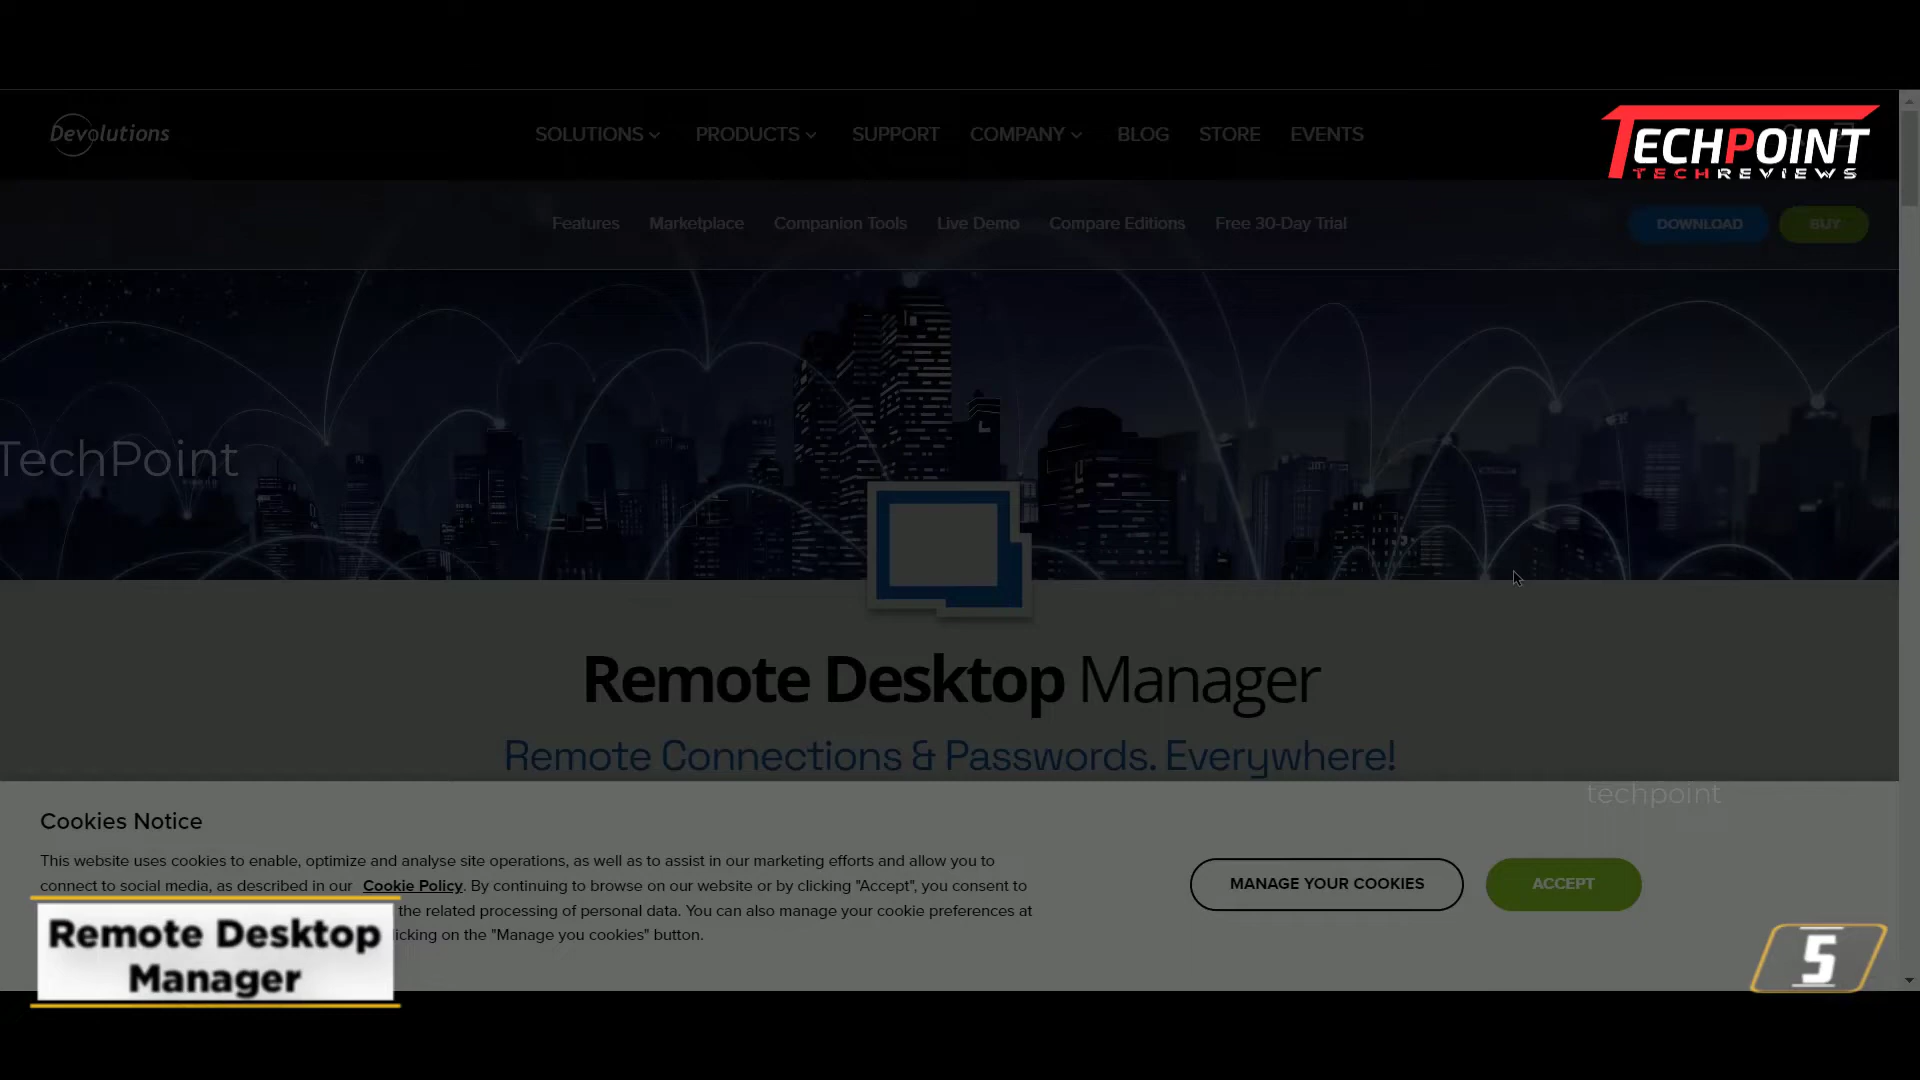 Devolutions
SOLUTIONS
PRODUCTS
SUPPORT
COMPANY
BLOG
STORE
EVENTS
TECHPOINT
TECHREVIEWS
Features
Marketplace
Companion Tools
Live Demo
Compare Editions
Free 30-Day Trial
DOWNLOAD
BUY
TechPoint
Remote Desktop Manager
Remote Connections & Passwords. Everywhere!
techpoint
Cookies Notice
This website uses cookies to enable, optimize and analyse site operations, as well as to assist in our marketing efforts and allow you to
connect to social media, as described in our Cookie Policy. By continuing to browse on our website or by clicking "Accept", you consent to
the related processing of personal data. You can also manage your cookie preferences at
licking on the "Manage you cookies" button.
MANAGE YOUR COOKIES
ACCEPT
Remote Desktop
Manager
5